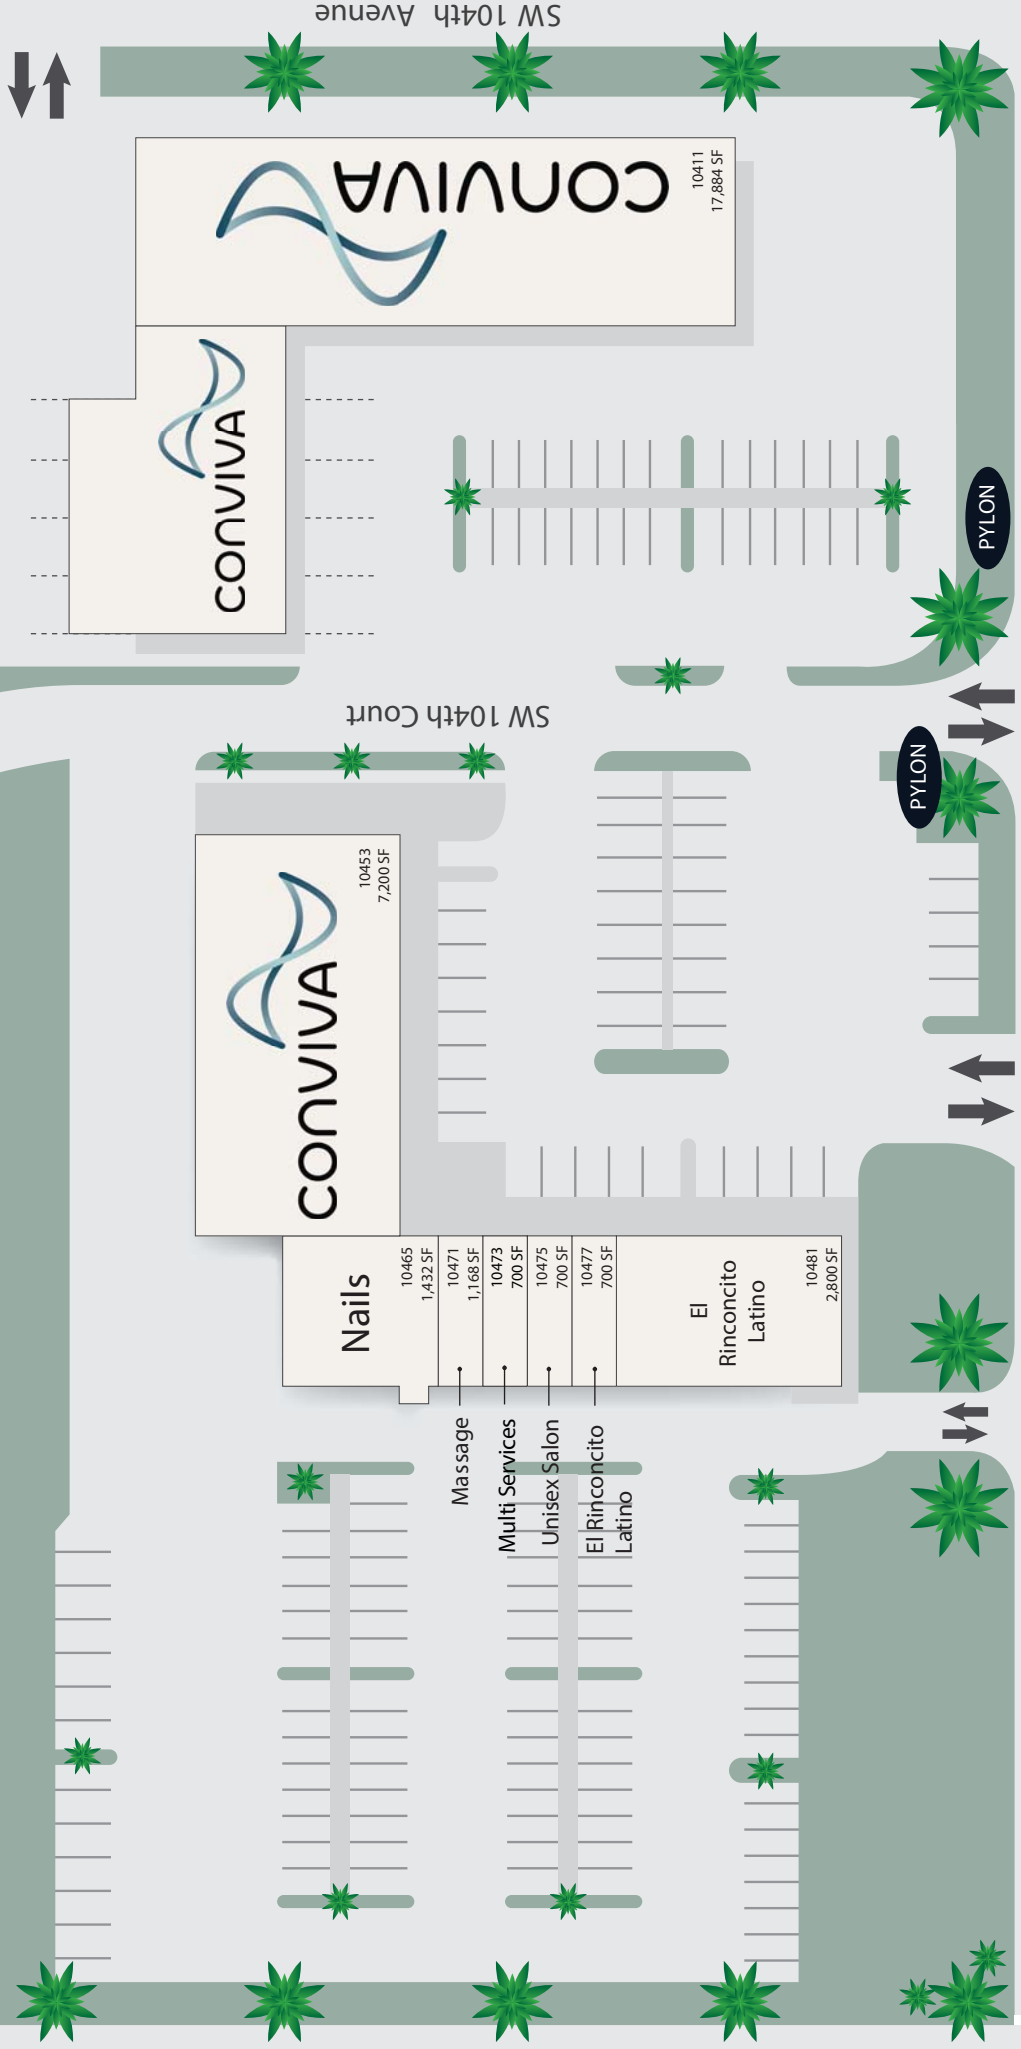 SW 104th Avenue
CONVIVA
10411
17,884 SF
CONVIVA
PYLON
SW 104th Court
PYLON
CONVIVA
10453
7,200 SF
Nails
10465
1,432 SF
10471
1,168 SF
10473
700 SF
10475
700 SF
10477
700 SF
El
Rinconcito
Latino
10481
2,800 SF
Massage
Multi Services
Unisex Salon
El Rinconcito
Latino